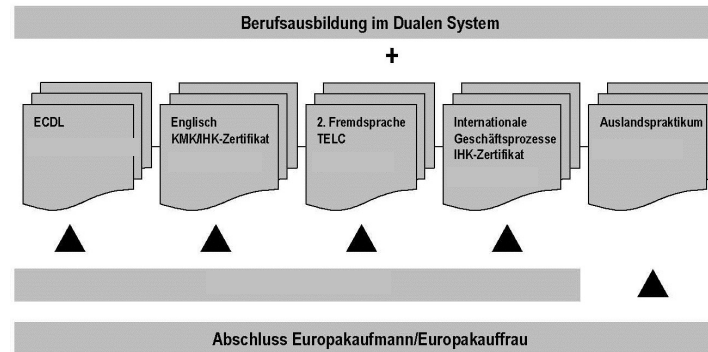 Berufsausbildung im Dualen System
+
ECDL
Englisch
KMK/IHK-Zertifikat
2. Fremdsprache
TELC
Internationale
Geschäftsprozesse
IHK-Zertifikat
Auslandspraktikum
Abschluss Europakaufmann/Europakauffrau